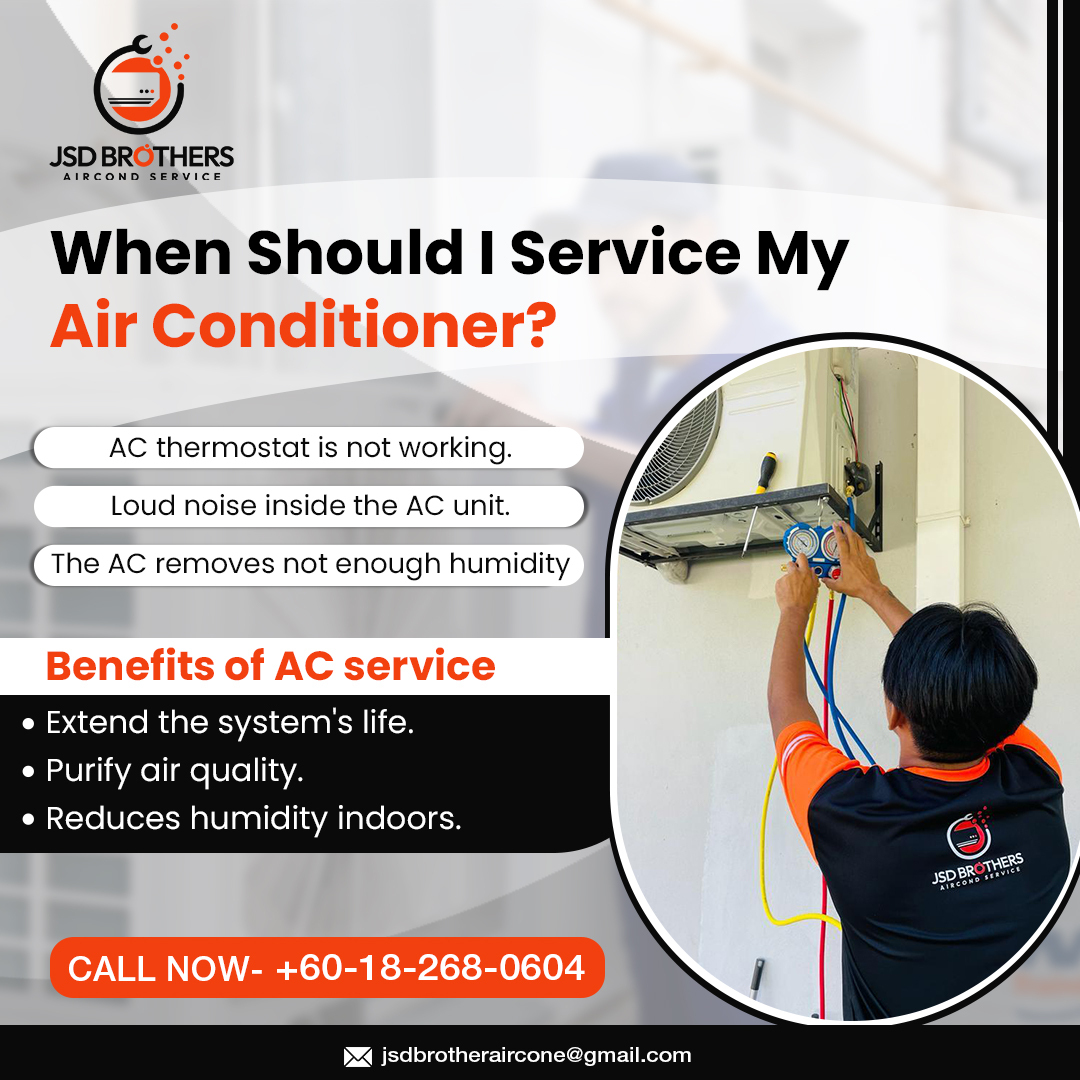 JSD BROTHERS
AIRCOND SERVICE
When Should I Service My
Air Conditioner?
AC thermostat is not working.
Loud noise inside the AC unit.
The AC removes not enough humidity
Benefits of AC service
• Extend the system's life.
• Purify air quality.
• Reduces humidity indoors.
JSD BROTHERS
AIRCOND SERVICE
CALL NOW- +60-18-268-0604
jsdbrotheraircone@gmail.com